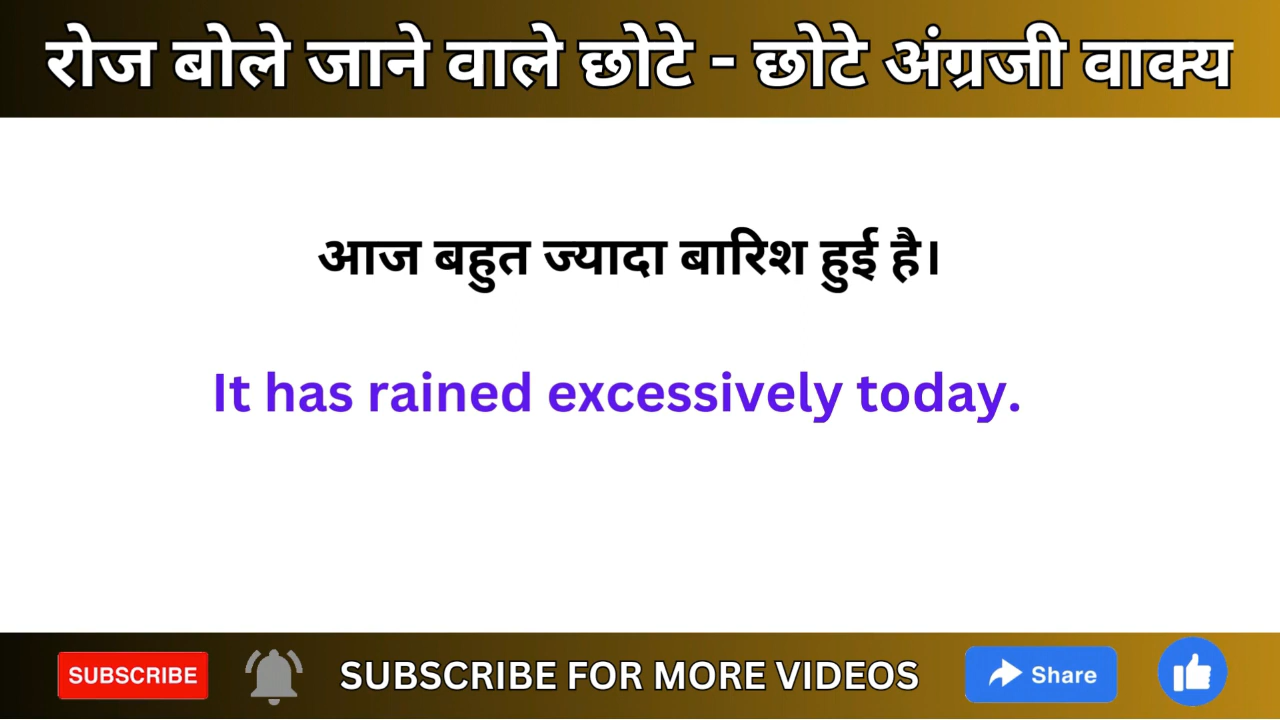 रोज बोले जाने वाले छोटे - छोटे अंग्रजी वाक्य
आज बहुत ज्यादा बारिश हुई है।
It has rained excessively today.
SUBSCRIBE
SUBSCRIBE FOR MORE VIDEOS
Share